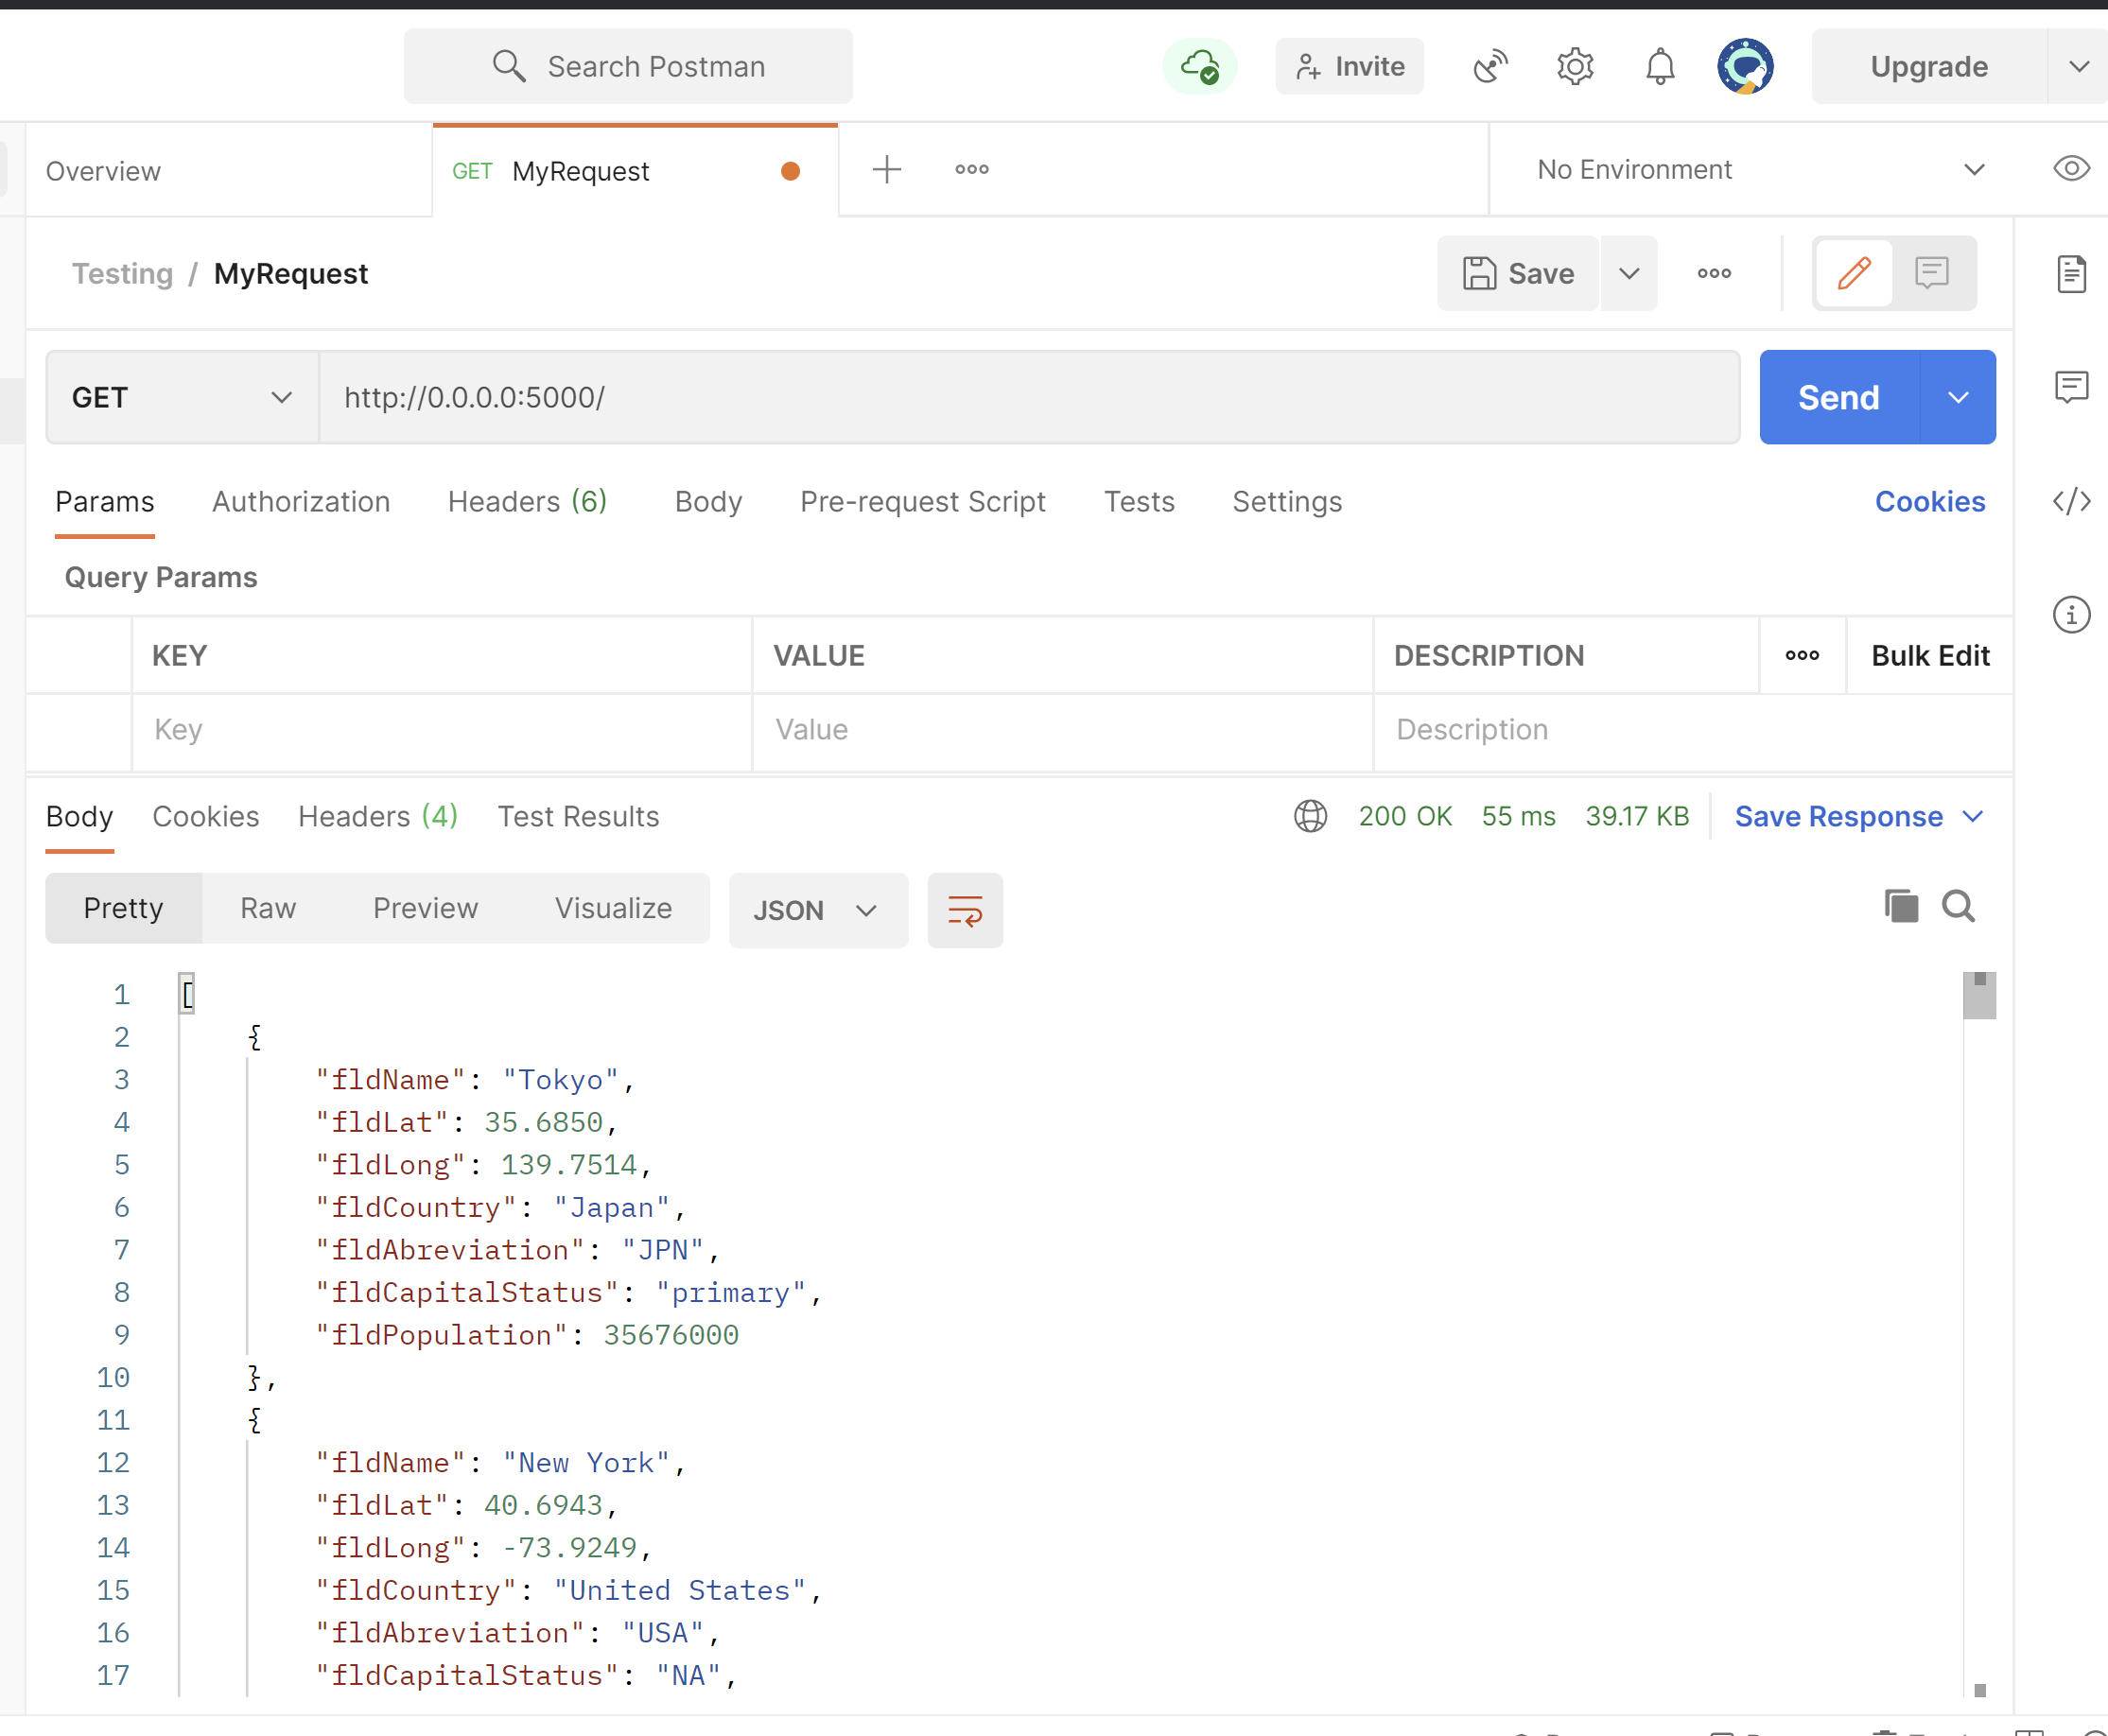 Search Postman
Invite
Upgrade
Overview
GET MyRequest
No Environment
Testing / MyRequest
Save
GET
http://0.0.0.0:5000/
Send
Params Authorization Headers (6) Body Pre-request Script Tests Settings Cookies
Query Params
KEY VALUE DESCRIPTION Bulk Edit
Key Value Description
Body Cookies Headers (4) Test Results 200 OK 55 ms 39.17 KB Save Response
Pretty Raw Preview Visualize JSON
1 [
2 {
3 "fldName": "Tokyo",
4 "fldLat": 35.6850,
5 "fldLong": 139.7514,
6 "fldCountry": "Japan",
7 "fldAbreviation": "JPN",
8 "fldCapitalStatus": "primary",
9 "fldPopulation": 35676000
10 },
11 {
12 "fldName": "New York",
13 "fldLat": 40.6943,
14 "fldLong": -73.9249,
15 "fldCountry": "United States",
16 "fldAbreviation": "USA",
17 "fldCapitalStatus": "NA",